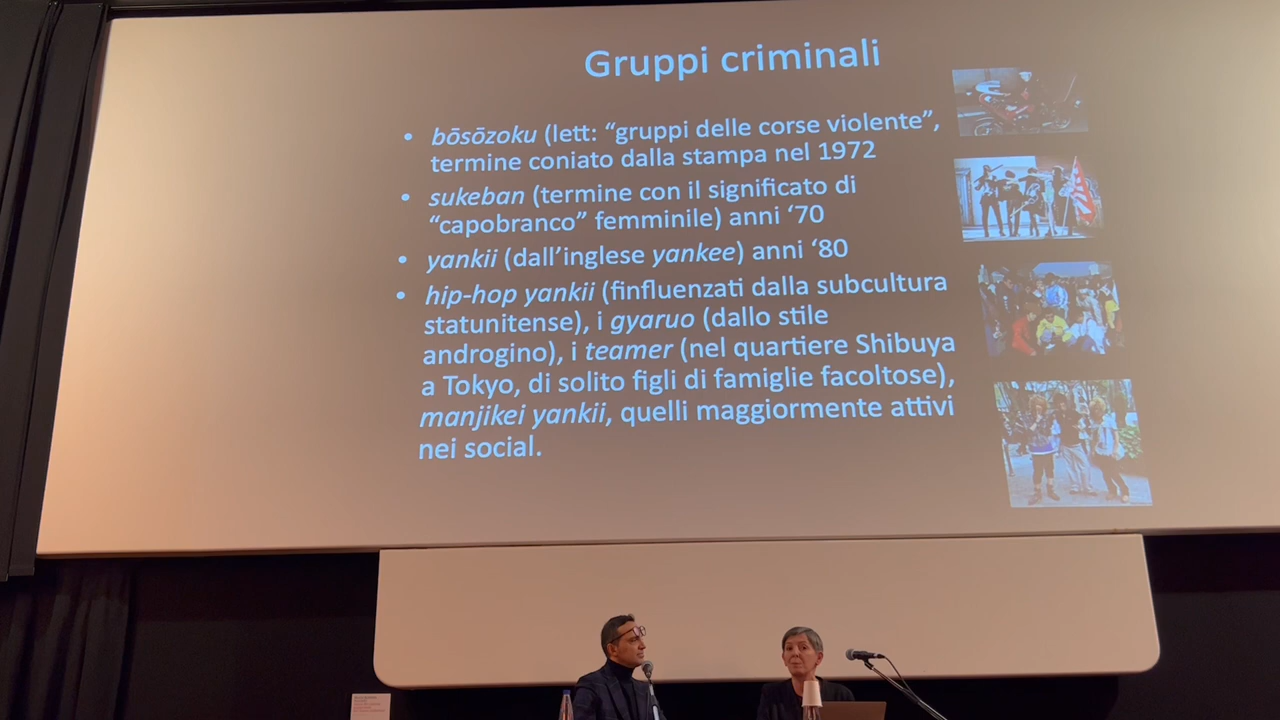 Gruppi criminali
• bōsōzoku (lett: “gruppi delle corse violente”,
termine coniato dalla stampa nel 1972
• sukeban (termine con il significato di
“capobranco” femminile) anni ‘70
• yankii (dall’inglese yankee) anni ‘80
• hip-hop yankii (finfluenzati dalla subcultura
statunitense), i gyaruo (dallo stile
androgino), i teamer (nel quartiere Shibuya
a Tokyo, di solito figli di famiglie facoltose),
manjikei yankii, quelli maggiormente attivi
nei social.